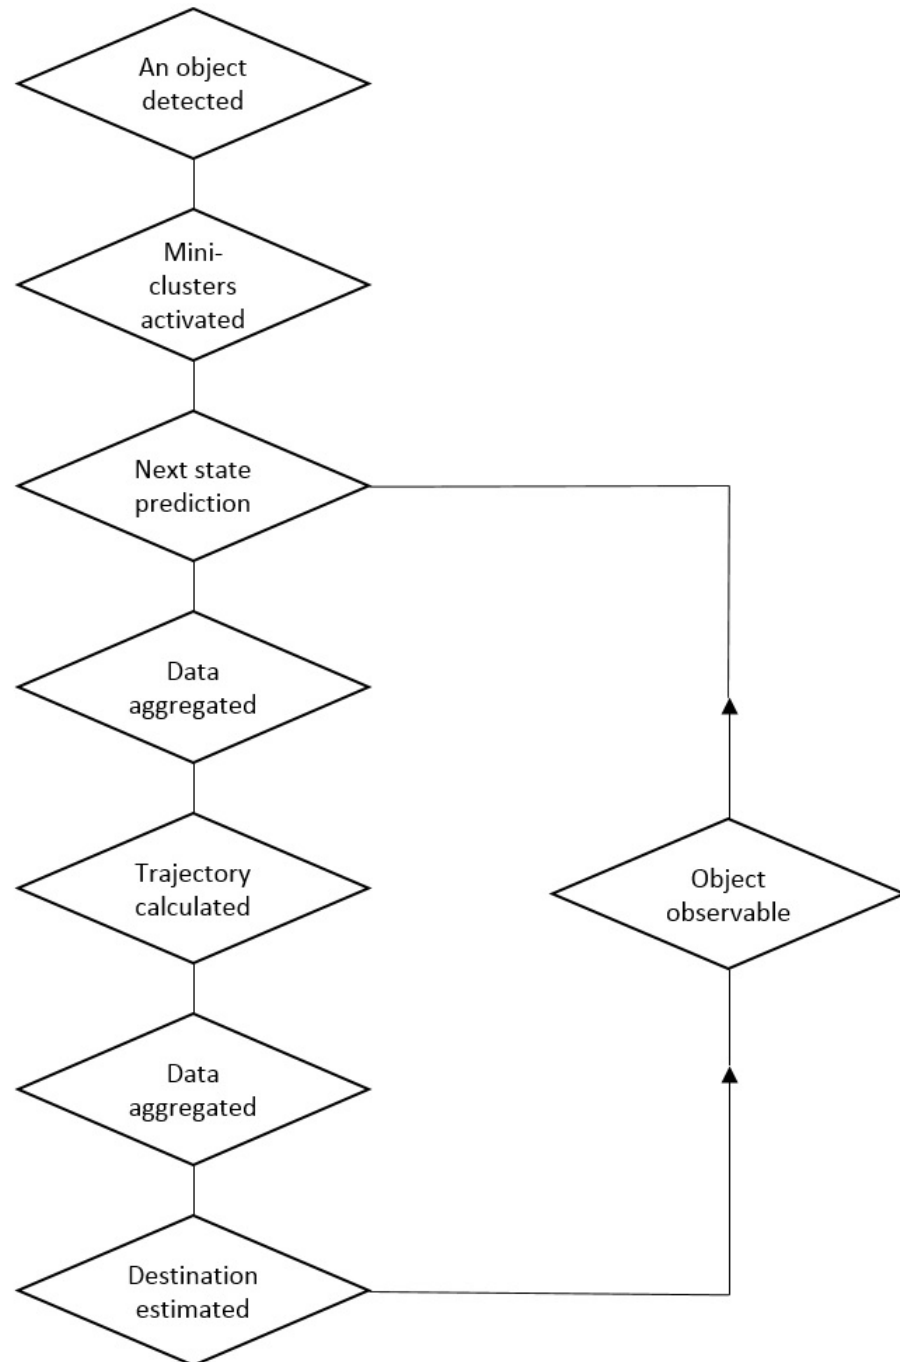 An object
detected
Mini-
clusters
activated
Next state
prediction
Data
aggregated
Trajectory
calculated
Object
observable
Data
aggregated
Destination
estimated